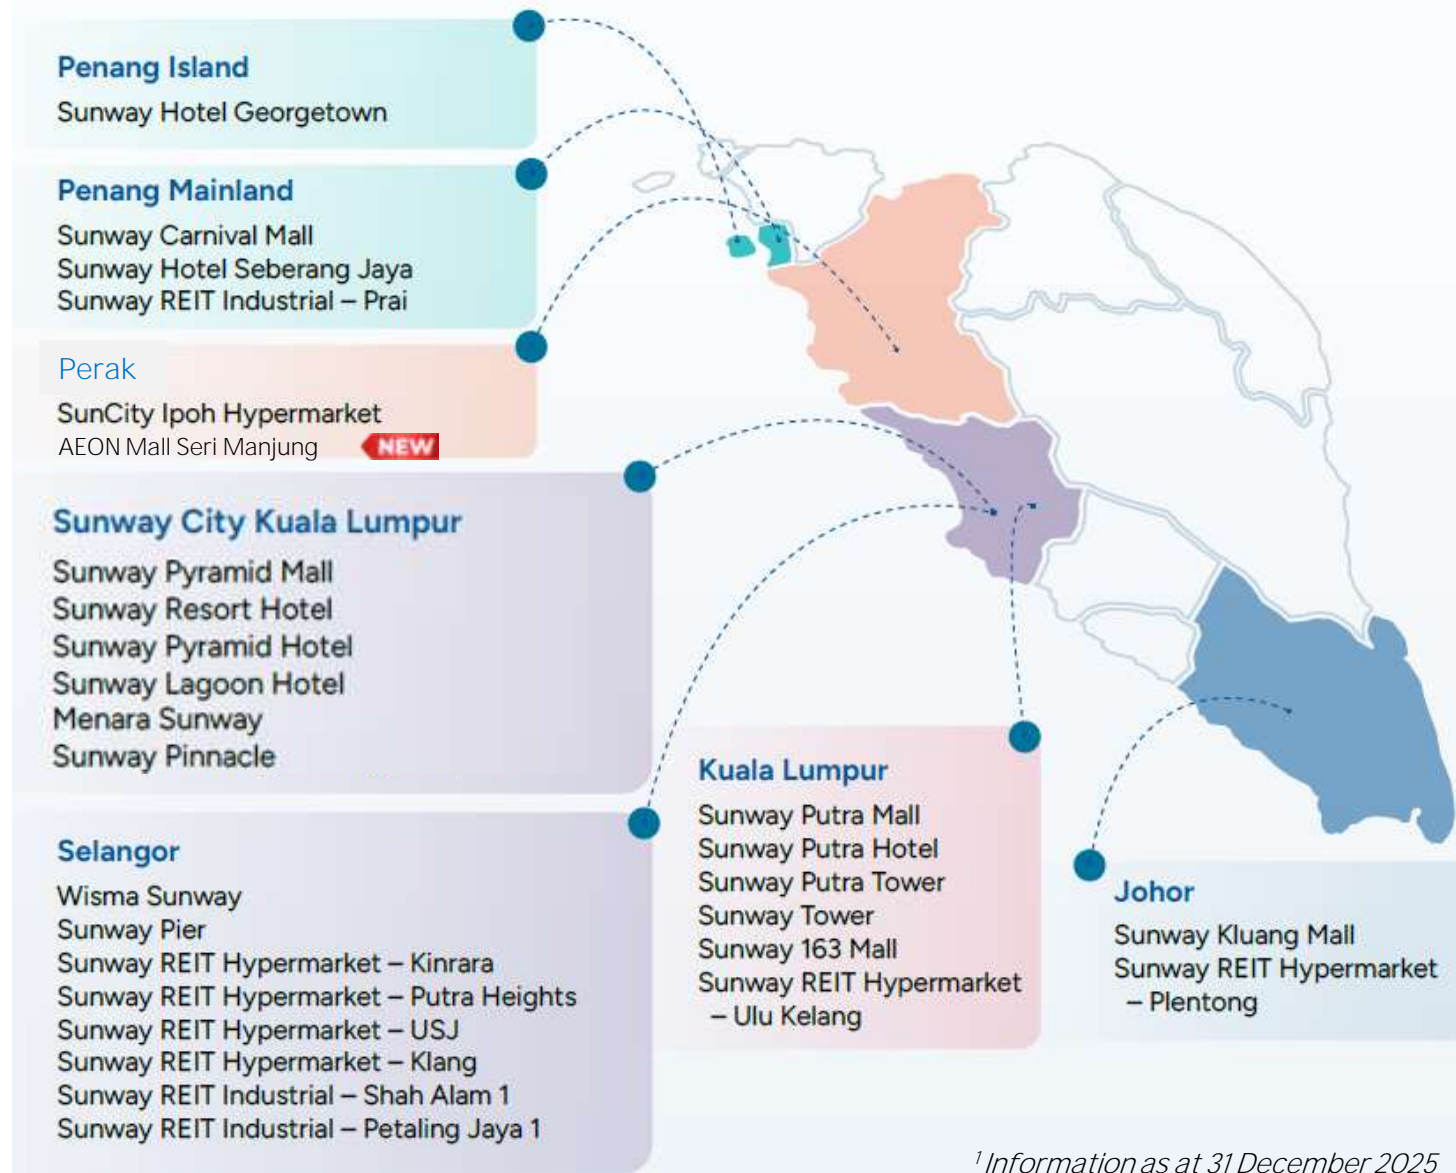 Penang Island
Sunway Hotel Georgetown
Penang Mainland
Sunway Carnival Mall
Sunway Hotel Seberang Jaya
Sunway REIT Industrial – Prai
Perak
SunCity Ipoh Hypermarket
AEON Mall Seri Manjung NEW
Sunway City Kuala Lumpur
Sunway Pyramid Mall
Sunway Resort Hotel
Sunway Pyramid Hotel
Sunway Lagoon Hotel
Menara Sunway
Sunway Pinnacle
Selangor
Wisma Sunway
Sunway Pier
Sunway REIT Hypermarket – Kinrara
Sunway REIT Hypermarket – Putra Heights
Sunway REIT Hypermarket – USJ
Sunway REIT Hypermarket – Klang
Sunway REIT Industrial – Shah Alam 1
Sunway REIT Industrial – Petaling Jaya 1
Kuala Lumpur
Sunway Putra Mall
Sunway Putra Hotel
Sunway Putra Tower
Sunway Tower
Sunway 163 Mall
Sunway REIT Hypermarket
– Ulu Kelang
Johor
Sunway Kluang Mall
Sunway REIT Hypermarket
– Plentong
1 Information as at 31 December 2025